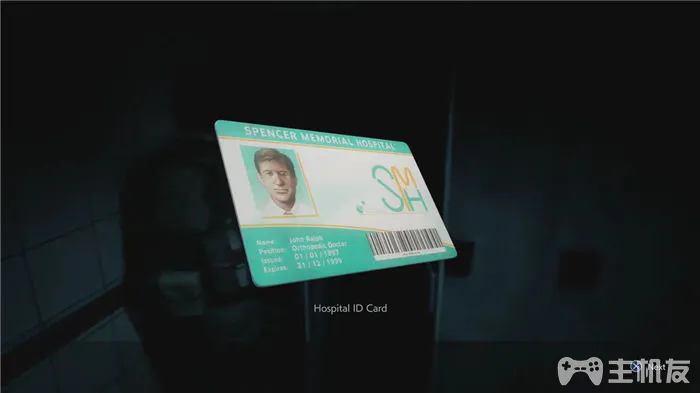 SPENCER MEMORIAL HOSPITAL
SMH
Name: John Ralph
Position: Orthopedic Doctor
Issued: 01 / 01 / 1997
Expires: 31 / 12 / 1999
Hospital ID Card
Next
主机友